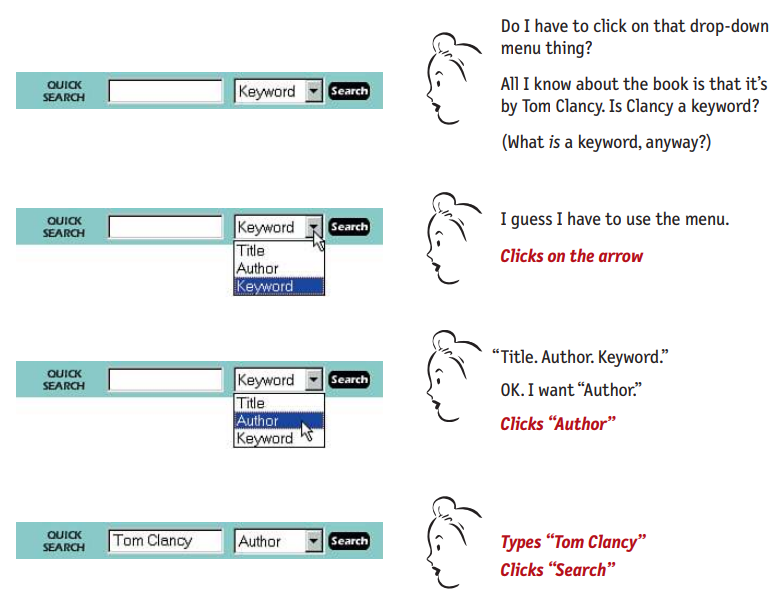 Do I have to click on that drop-down
menu thing?
QUICK
SEARCH
Keyword
Search
All I know about the book is that it's
by Tom Clancy. Is Clancy a keyword?
(What is a keyword, anyway?)
QUICK
SEARCH
Keyword
Search
Title
Author
Keyword
I guess I have to use the menu.
Clicks on the arrow
QUICK
SEARCH
Keyword
Search
Title
Author
Keyword
“Title. Author. Keyword.”
OK. I want “Author.”
Clicks “Author”
QUICK
SEARCH
Tom Clancy
Author
Search
Types “Tom Clancy”
Clicks “Search”